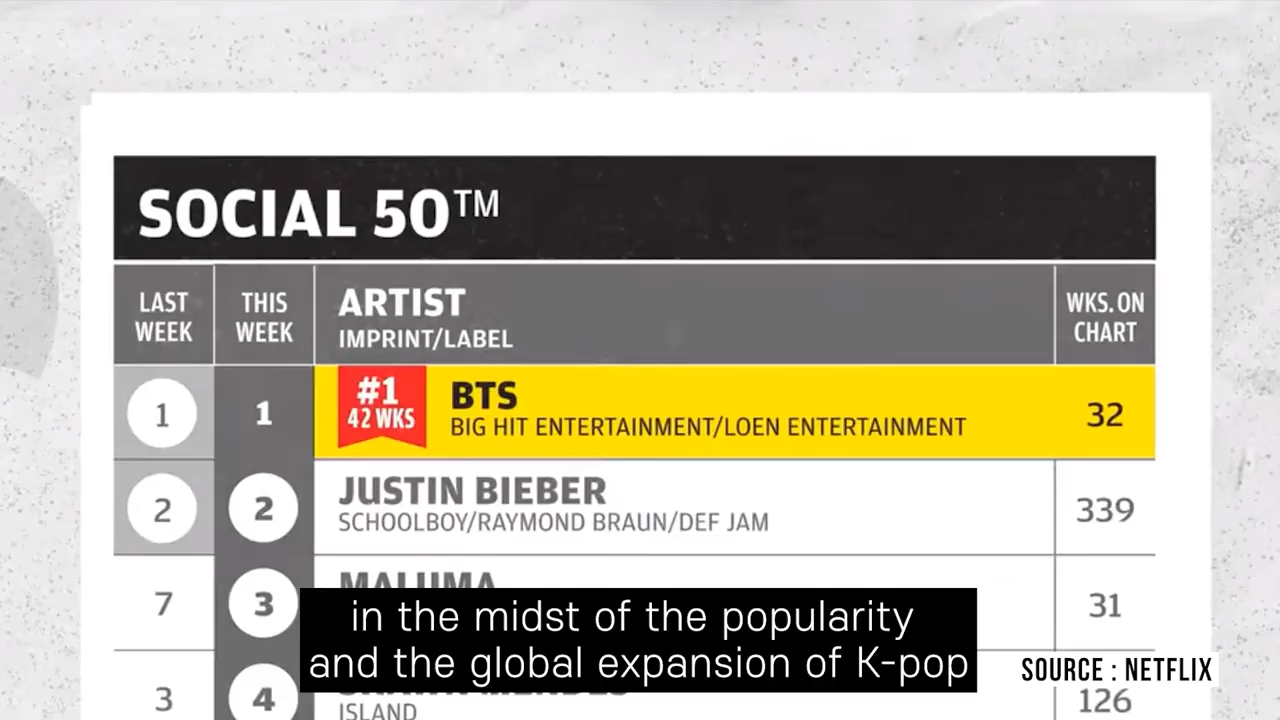 SOCIAL 50™
LAST WEEK
THIS WEEK
ARTIST
IMPRINT/LABEL
WKS. ON CHART
1
1
#1
42 WKS
BTS
BIG HIT ENTERTAINMENT/LOEN ENTERTAINMENT
32
2
2
JUSTIN BIEBER
SCHOOLBOY/RAYMOND BRAUN/DEF JAM
339
7
3
MALUMA
31
3
4
ISLAND
126
in the midst of the popularity
and the global expansion of K-pop
SOURCE : NETFLIX